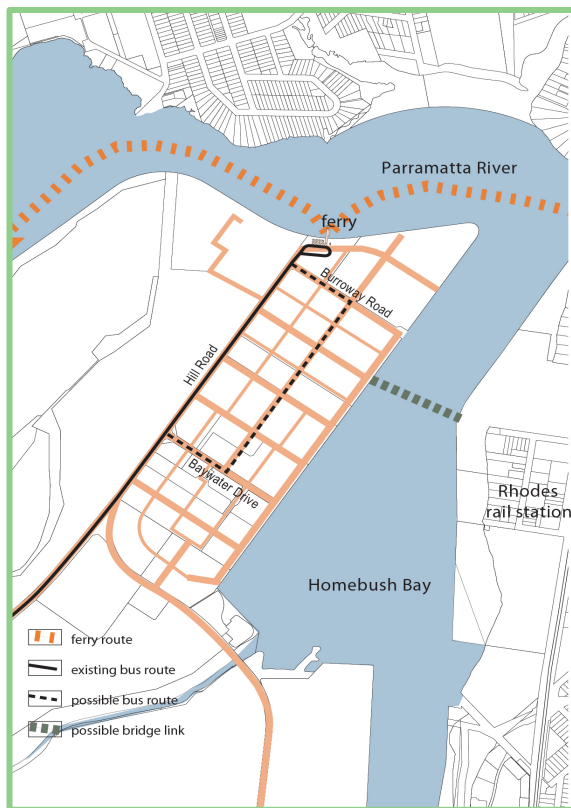 Parramatta River
ferry
Burroway Road
Hill Road
Baywater Drive
Rhodes
rail station
Homebush Bay
ferry route
existing bus route
possible bus route
possible bridge link